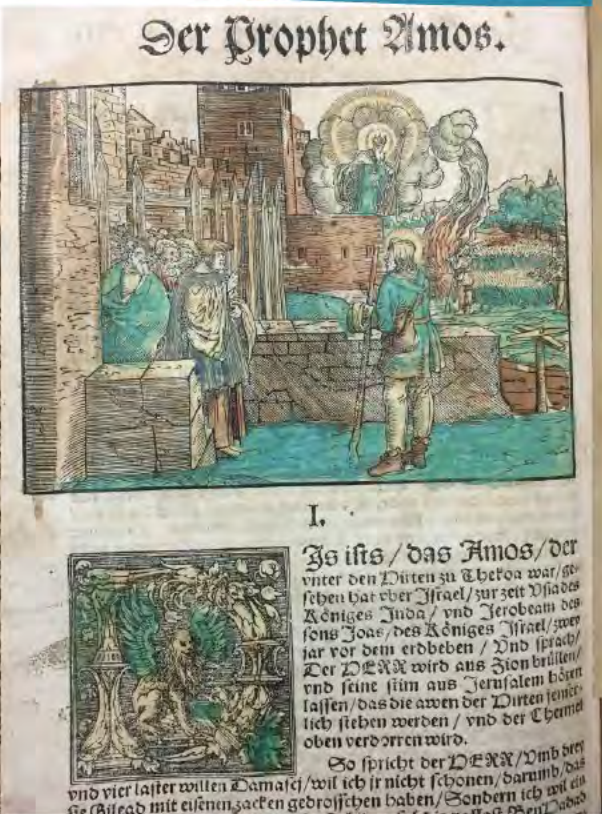 Der Prophet Amos.
I.
Is ists / das Amos / der
vnter den Hirten zu Thekoa war / ge-
sehen hat vber Israel / zur zeit Vsia des
Königes Juda / vnd Jerobeam des
sons Joas / des Königes Israel / zwey
jar vor dem erdbeben / Vnd sprach /
Der HERR wird aus Zion brüllen /
vnd seine stim aus Jerusalem hören
lassen / das die awen der Hirten jemer-
lich stehen werden / vnd der Chermel
oben verdorren wird.
So spricht der HERR / Vmb drey
vnd vier laster willen Damasci / wil ich jr nicht schonen / darumb / das
sie Gilead mit eisenen zacken gedrosschen haben / Sondern ich wil ein